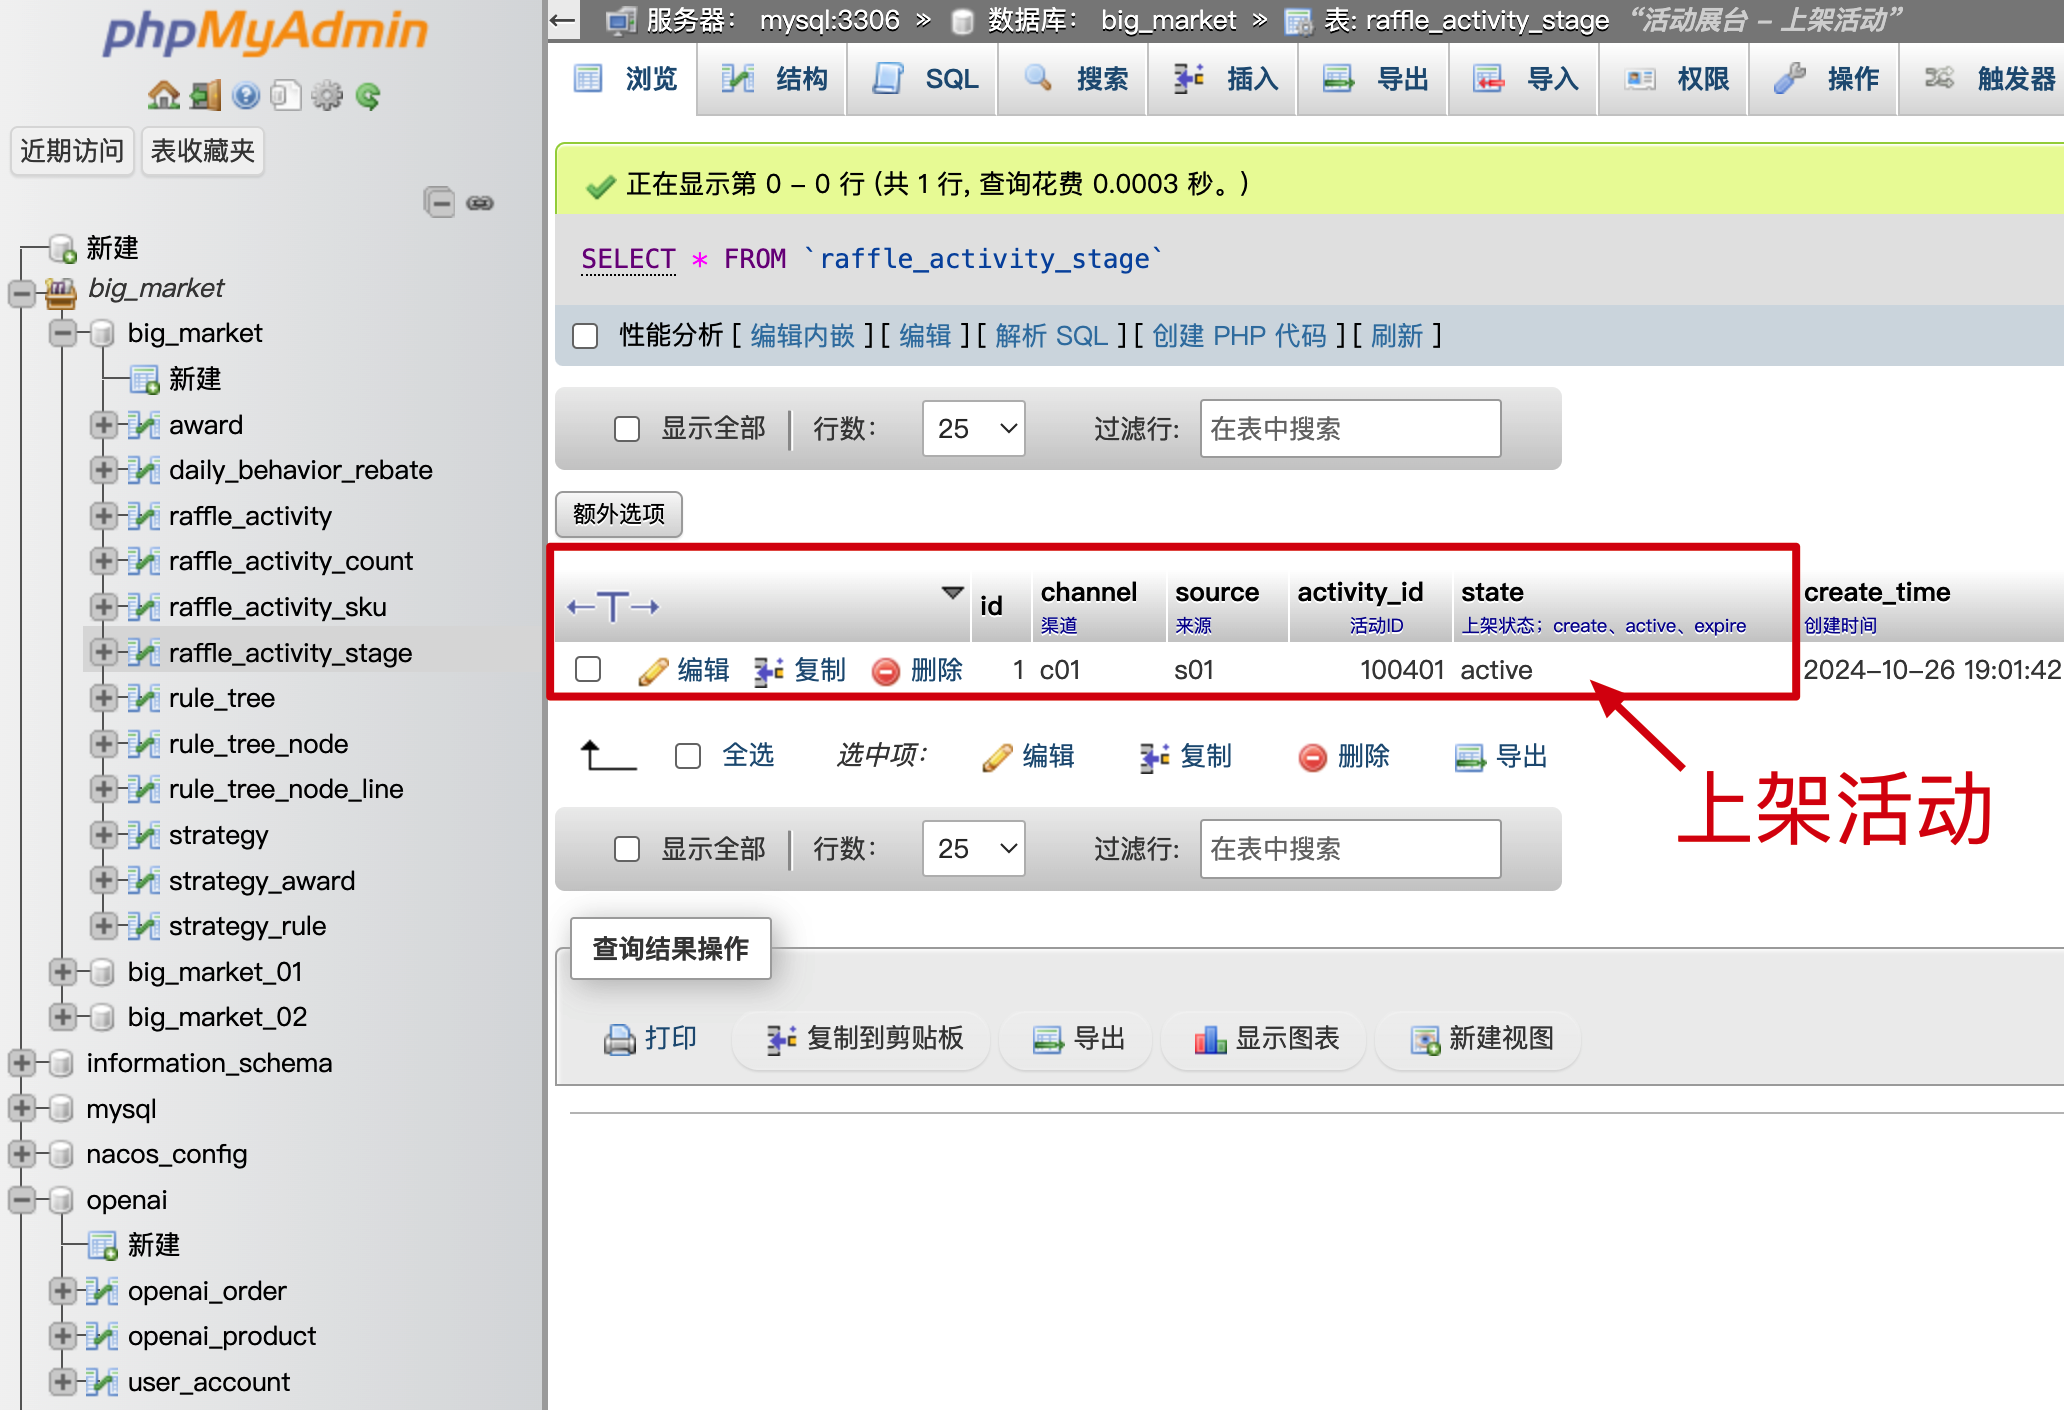 phpMyAdmin
近期访问 表收藏夹
新建
big_market
big_market
新建
award
daily_behavior_rebate
raffle_activity
raffle_activity_count
raffle_activity_sku
raffle_activity_stage
rule_tree
rule_tree_node
rule_tree_node_line
strategy
strategy_award
strategy_rule
big_market_01
big_market_02
information_schema
mysql
nacos_config
openai
新建
openai_order
openai_product
user_account
服务器： mysql:3306 » 数据库： big_market » 表: raffle_activity_stage “活动展台 – 上架活动”
浏览 结构 SQL 搜索 插入 导出 导入 权限 操作 触发器
正在显示第 0 – 0 行 (共 1 行, 查询花费 0.0003 秒。)
SELECT * FROM `raffle_activity_stage`
性能分析 [ 编辑内嵌 ] [ 编辑 ] [ 解析 SQL ] [ 创建 PHP 代码 ] [ 刷新 ]
显示全部 行数： 25 过滤行: 在表中搜索
额外选项
←T→ id channel source activity_id state create_time
渠道 来源 活动ID 上架状态；create、active、expire 创建时间
编辑 复制 删除 1 c01 s01 100401 active 2024–10–26 19:01:42
全选 选中项： 编辑 复制 删除 导出
上架活动
显示全部 行数： 25 过滤行: 在表中搜索
查询结果操作
打印 复制到剪贴板 导出 显示图表 新建视图